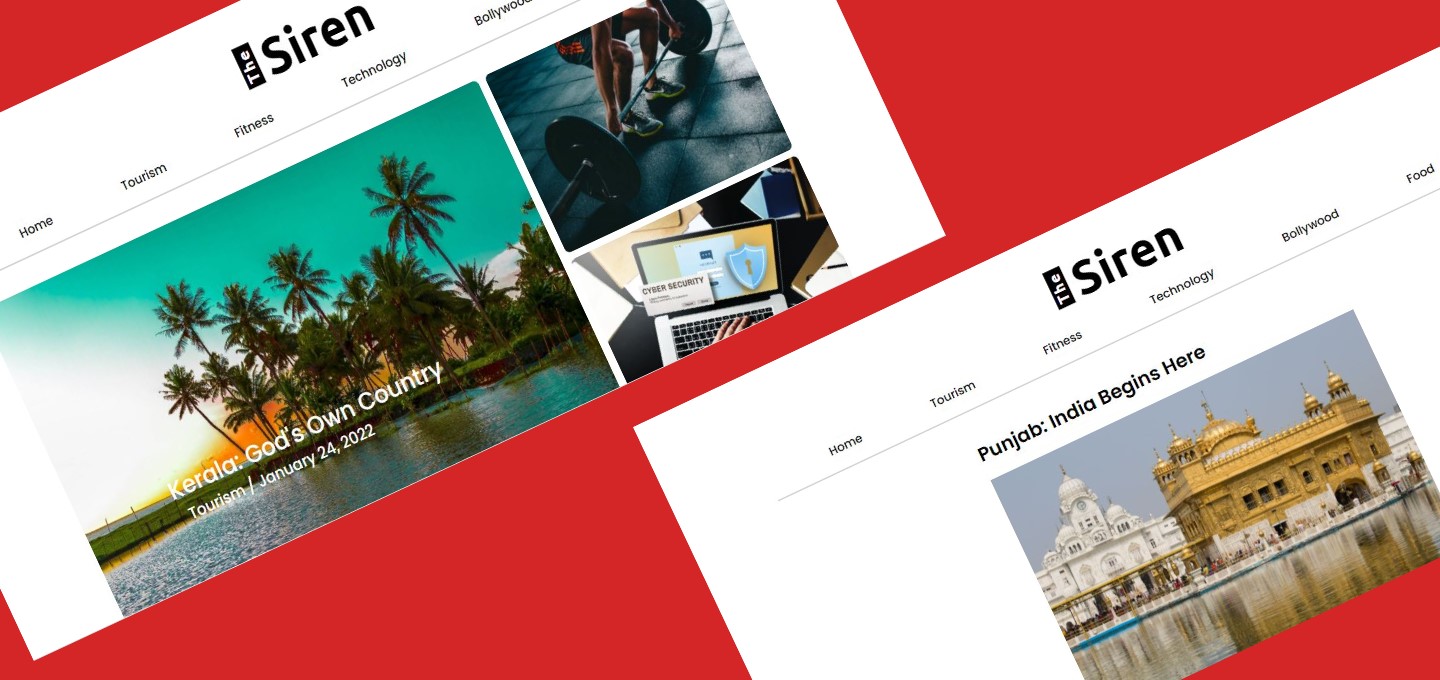 The Siren
Home Tourism Fitness Technology Bollywood
Kerala: God's Own Country
Tourism / January 24, 2022
CYBER SECURITY
The Siren
Home Tourism Fitness Technology Bollywood Food
Punjab: India Begins Here